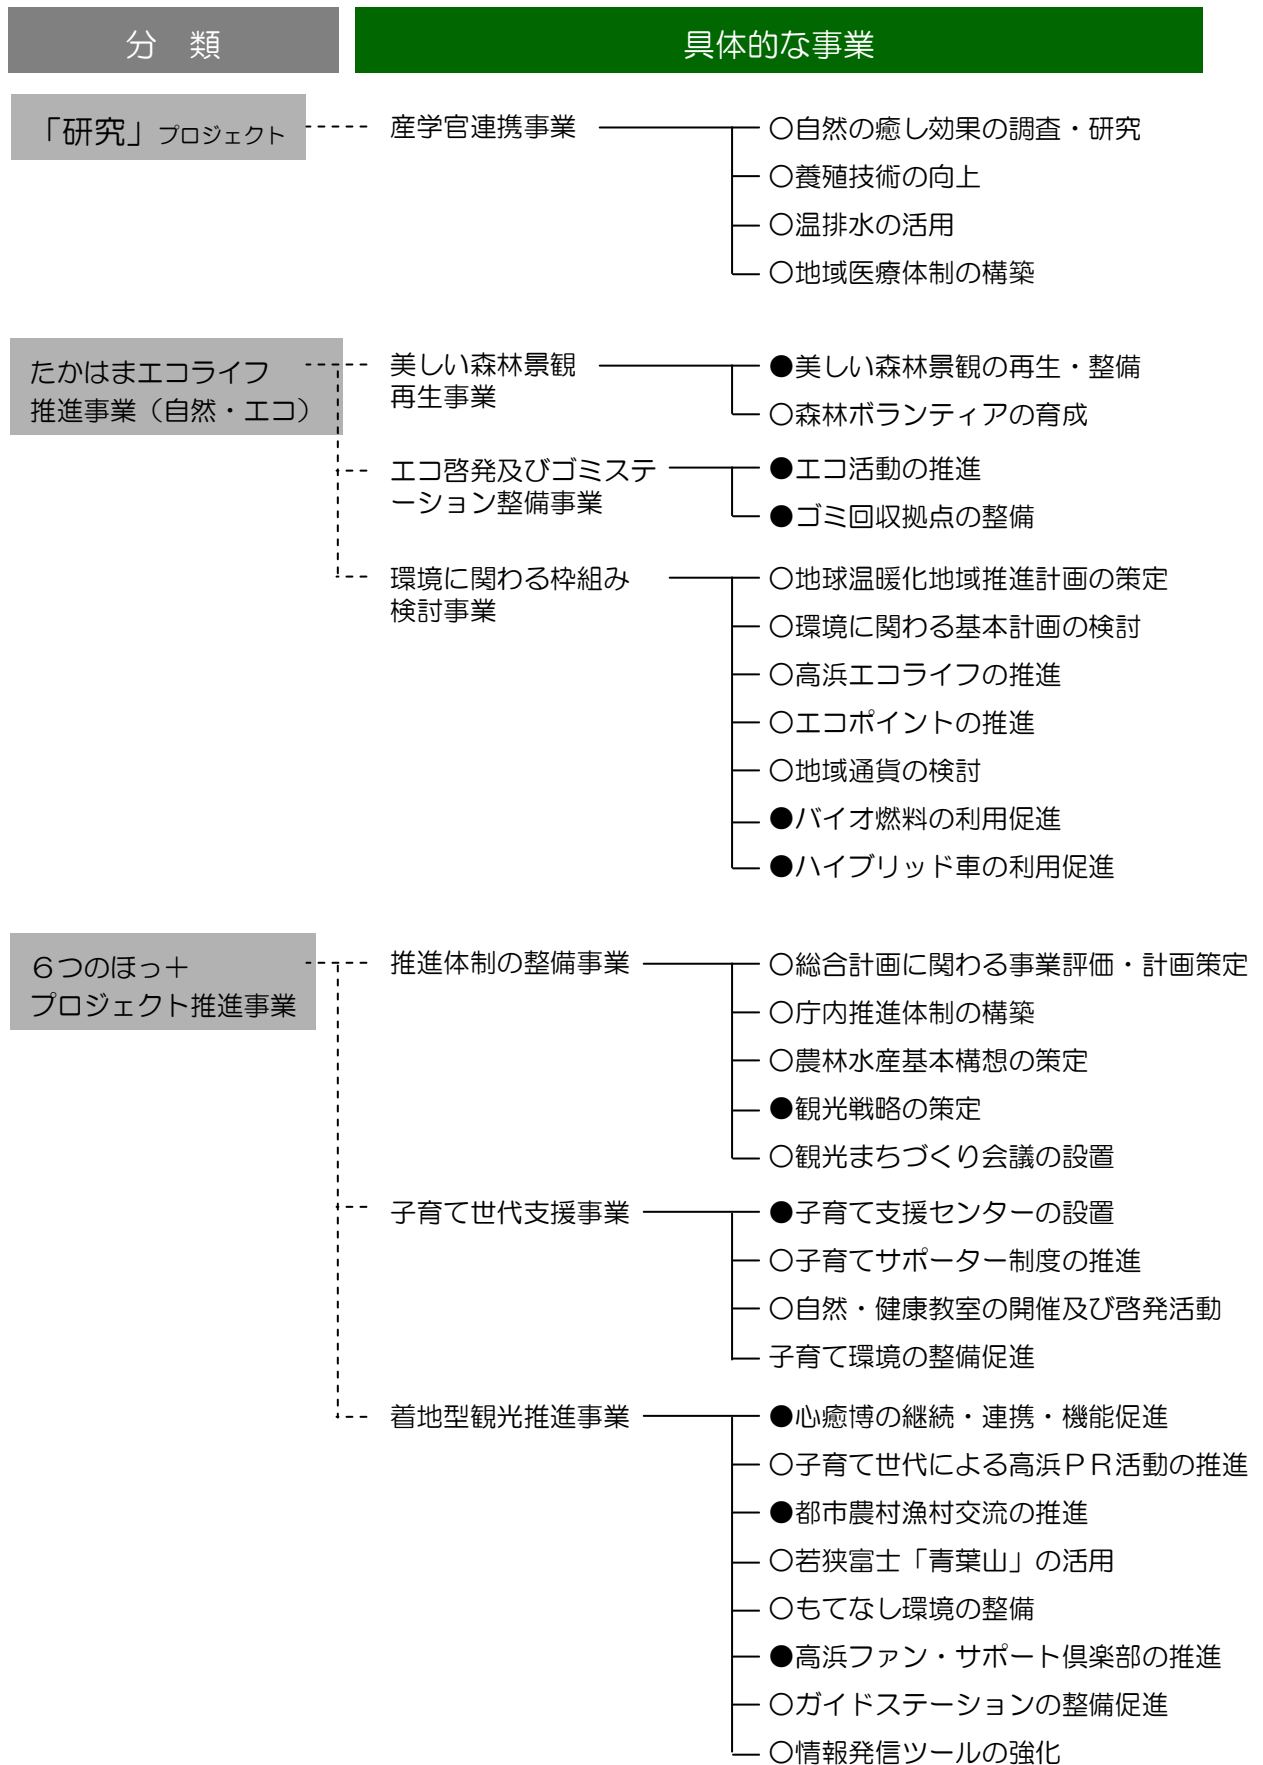 分　類
具体的な事業
「研究」プロジェクト
産学官連携事業
○自然の癒し効果の調査・研究
○養殖技術の向上
○温排水の活用
○地域医療体制の構築
たかはまエコライフ
推進事業（自然・エコ）
美しい森林景観
再生事業
●美しい森林景観の再生・整備
○森林ボランティアの育成
エコ啓発及びゴミステ
ーション整備事業
●エコ活動の推進
●ゴミ回収拠点の整備
環境に関わる枠組み
検討事業
○地球温暖化地域推進計画の策定
○環境に関わる基本計画の検討
○高浜エコライフの推進
○エコポイントの推進
○地域通貨の検討
●バイオ燃料の利用促進
●ハイブリッド車の利用促進
６つのほっ＋
プロジェクト推進事業
推進体制の整備事業
○総合計画に関わる事業評価・計画策定
○庁内推進体制の構築
○農林水産基本構想の策定
●観光戦略の策定
○観光まちづくり会議の設置
子育て世代支援事業
●子育て支援センターの設置
○子育てサポーター制度の推進
○自然・健康教室の開催及び啓発活動
子育て環境の整備促進
着地型観光推進事業
●心癒博の継続・連携・機能促進
○子育て世代による高浜ＰＲ活動の推進
●都市農村漁村交流の推進
○若狭富士「青葉山」の活用
○もてなし環境の整備
●高浜ファン・サポート倶楽部の推進
○ガイドステーションの整備促進
○情報発信ツールの強化